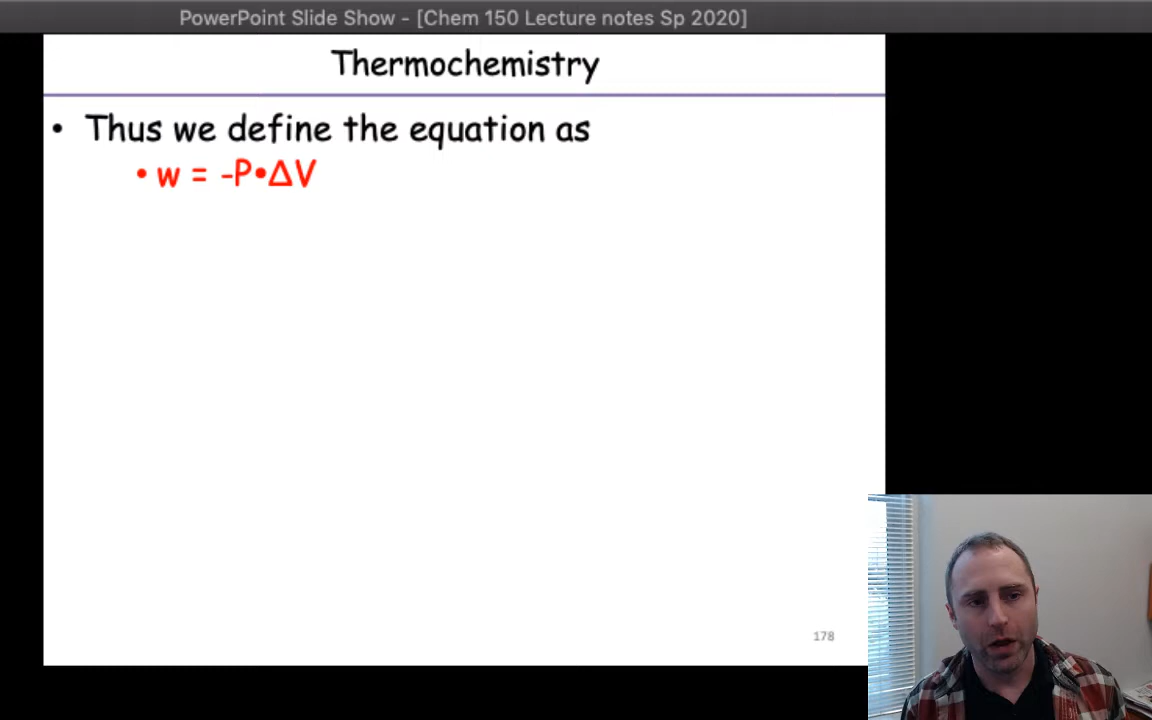 PowerPoint Slide Show - [Chem 150 Lecture notes Sp 2020]
Thermochemistry
• Thus we define the equation as
• w = -P•ΔV
178